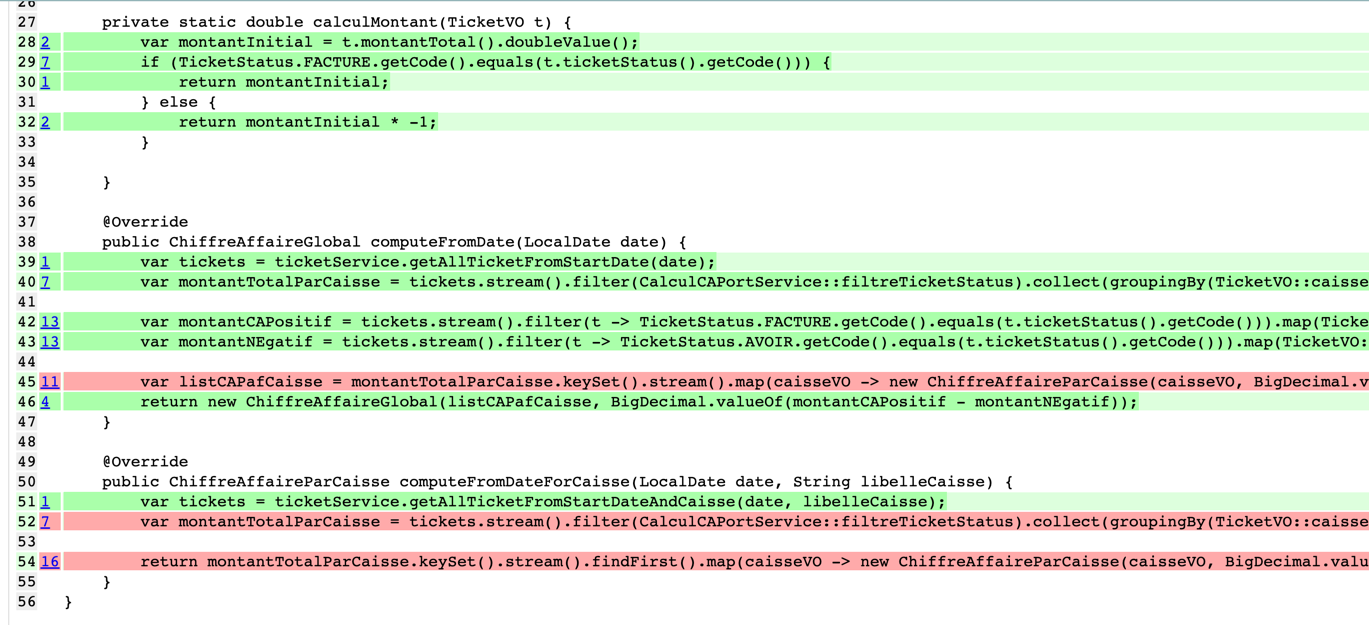 26
27 private static double calculMontant(TicketVO t) {
28 2 var montantInitial = t.montantTotal().doubleValue();
29 7 if (TicketStatus.FACTURE.getCode().equals(t.ticketStatus().getCode())) {
30 1 return montantInitial;
31 } else {
32 2 return montantInitial * -1;
33 }
34
35 }
36
37 @Override
38 public ChiffreAffaireGlobal computeFromDate(LocalDate date) {
39 1 var tickets = ticketService.getAllTicketFromStartDate(date);
40 7 var montantTotalParCaisse = tickets.stream().filter(CalculCAPortService::filtreTicketStatus).collect(groupingBy(TicketVO::caisse
41
42 13 var montantCAPositif = tickets.stream().filter(t -> TicketStatus.FACTURE.getCode().equals(t.ticketStatus().getCode())).map(Ticke
43 13 var montantNEgatif = tickets.stream().filter(t -> TicketStatus.AVOIR.getCode().equals(t.ticketStatus().getCode())).map(TicketVO:
44
45 11 var listCAPafCaisse = montantTotalParCaisse.keySet().stream().map(caisseVO -> new ChiffreAffaireParCaisse(caisseVO, BigDecimal.v
46 4 return new ChiffreAffaireGlobal(listCAPafCaisse, BigDecimal.valueOf(montantCAPositif - montantNEgatif));
47 }
48
49 @Override
50 public ChiffreAffaireParCaisse computeFromDateForCaisse(LocalDate date, String libelleCaisse) {
51 1 var tickets = ticketService.getAllTicketFromStartDateAndCaisse(date, libelleCaisse);
52 7 var montantTotalParCaisse = tickets.stream().filter(CalculCAPortService::filtreTicketStatus).collect(groupingBy(TicketVO::caisse
53
54 16 return montantTotalParCaisse.keySet().stream().findFirst().map(caisseVO -> new ChiffreAffaireParCaisse(caisseVO, BigDecimal.valu
55 }
56 }